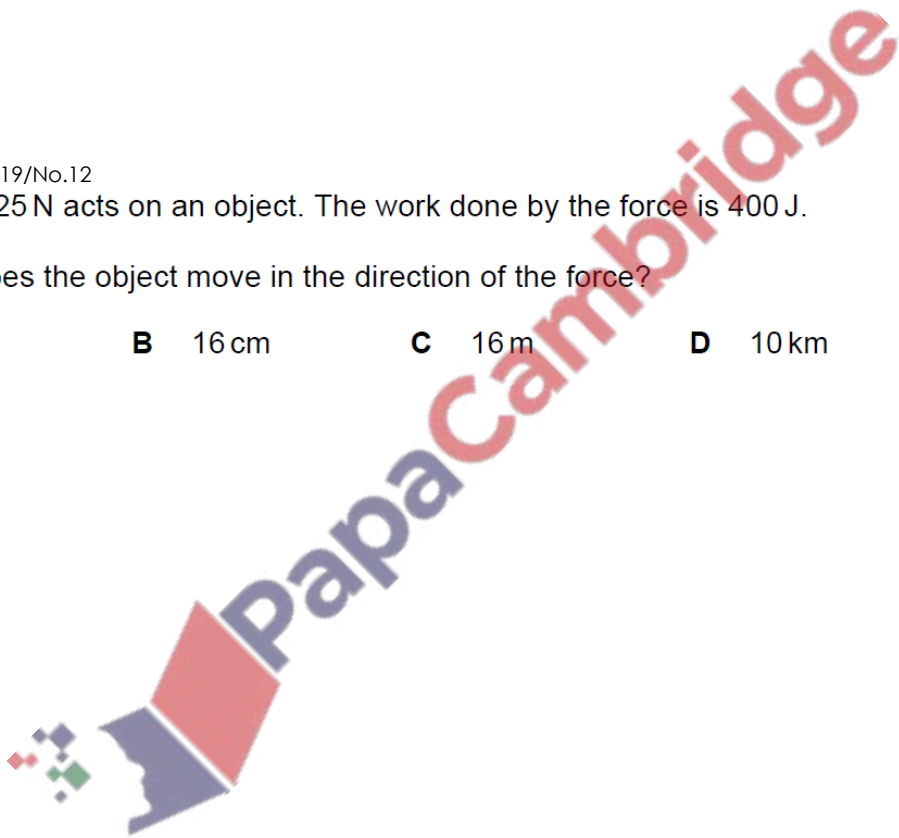 19/No.12
25 N acts on an object. The work done by the force is 400 J.
es the object move in the direction of the force?
B 16 cm C 16 m D 10 km
PapaCambridge